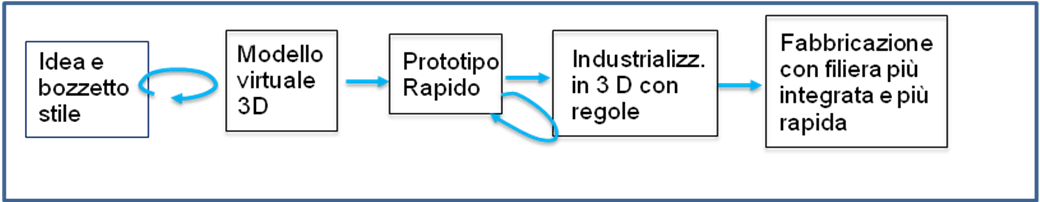 Idea e
bozzetto
stile
Modello
virtuale
3D
Prototipo
Rapido
Industrializz.
in 3 D con
regole
Fabbricazione
con filiera più
integrata e più
rapida